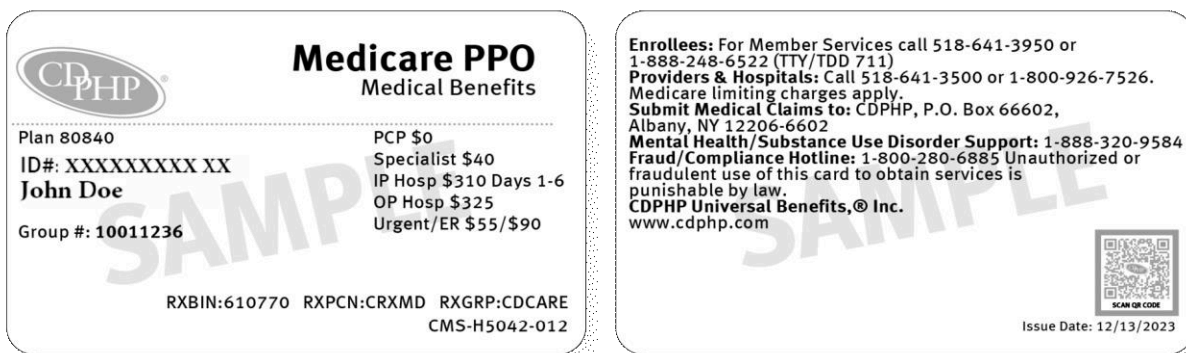 CDPHP®
Medicare PPO
Medical Benefits
Plan 80840
ID#: XXXXXXXXX XX
John Doe
Group #: 10011236
PCP $0
Specialist $40
IP Hosp $310 Days 1-6
OP Hosp $325
Urgent/ER $55/$90
SAMPLE
RXBIN:610770 RXPCN:CRXMD RXGRP:CDCARE
CMS-H5042-012
Enrollees: For Member Services call 518-641-3950 or
1-888-248-6522 (TTY/TDD 711)
Providers & Hospitals: Call 518-641-3500 or 1-800-926-7526.
Medicare limiting charges apply.
Submit Medical Claims to: CDPHP, P.O. Box 66602,
Albany, NY 12206-6602
Mental Health/Substance Use Disorder Support: 1-888-320-9584
Fraud/Compliance Hotline: 1-800-280-6885 Unauthorized or
fraudulent use of this card to obtain services is
punishable by law.
CDPHP Universal Benefits,® Inc.
www.cdphp.com
SAMPLE
CDPHP
SCAN QR CODE
Issue Date: 12/13/2023